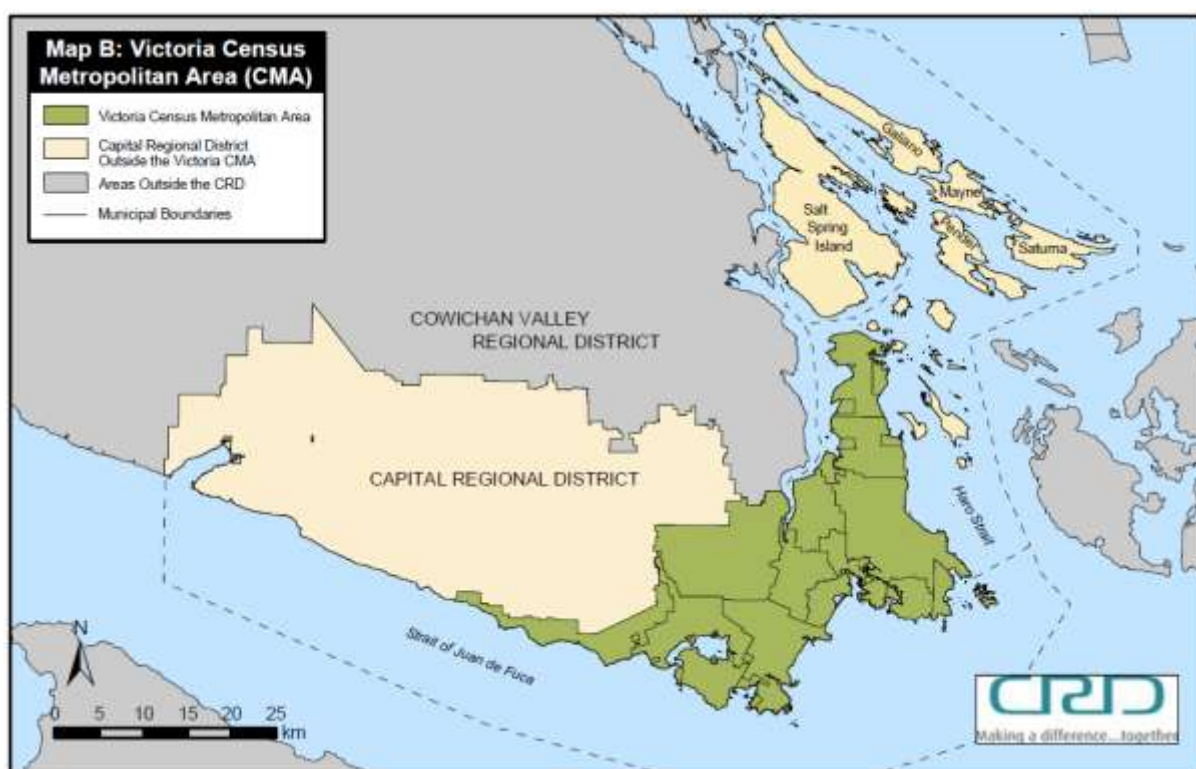 Map B: Victoria Census
Metropolitan Area (CMA)
Victoria Census Metropolitan Area
Capital Regional District
Outside the Victoria CMA
Areas Outside the CRD
Municipal Boundaries
Galiano
Mayne
Salt
Spring
Island
Pender
Saturna
COWICHAN VALLEY
REGIONAL DISTRICT
CAPITAL REGIONAL DISTRICT
Haro Strait
Strait of Juan de Fuca
N
0 5 10 15 20 25
km
CRD
Making a difference...together